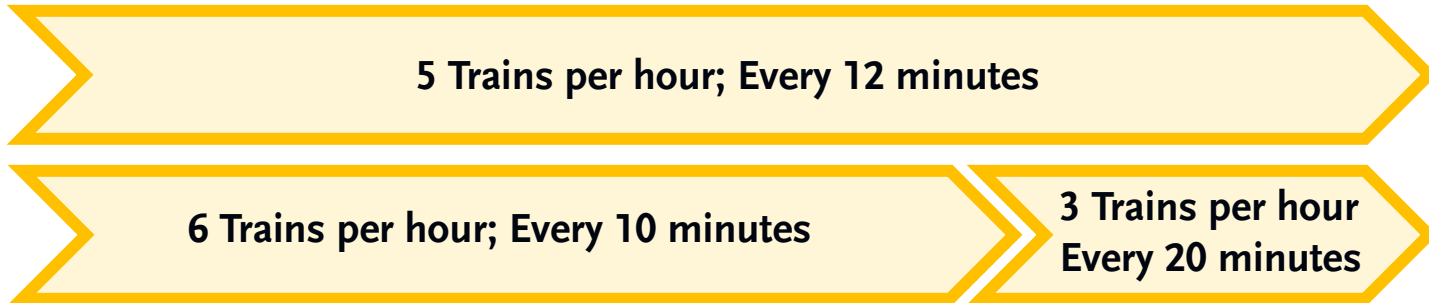 5 Trains per hour; Every 12 minutes
6 Trains per hour; Every 10 minutes
3 Trains per hour
Every 20 minutes